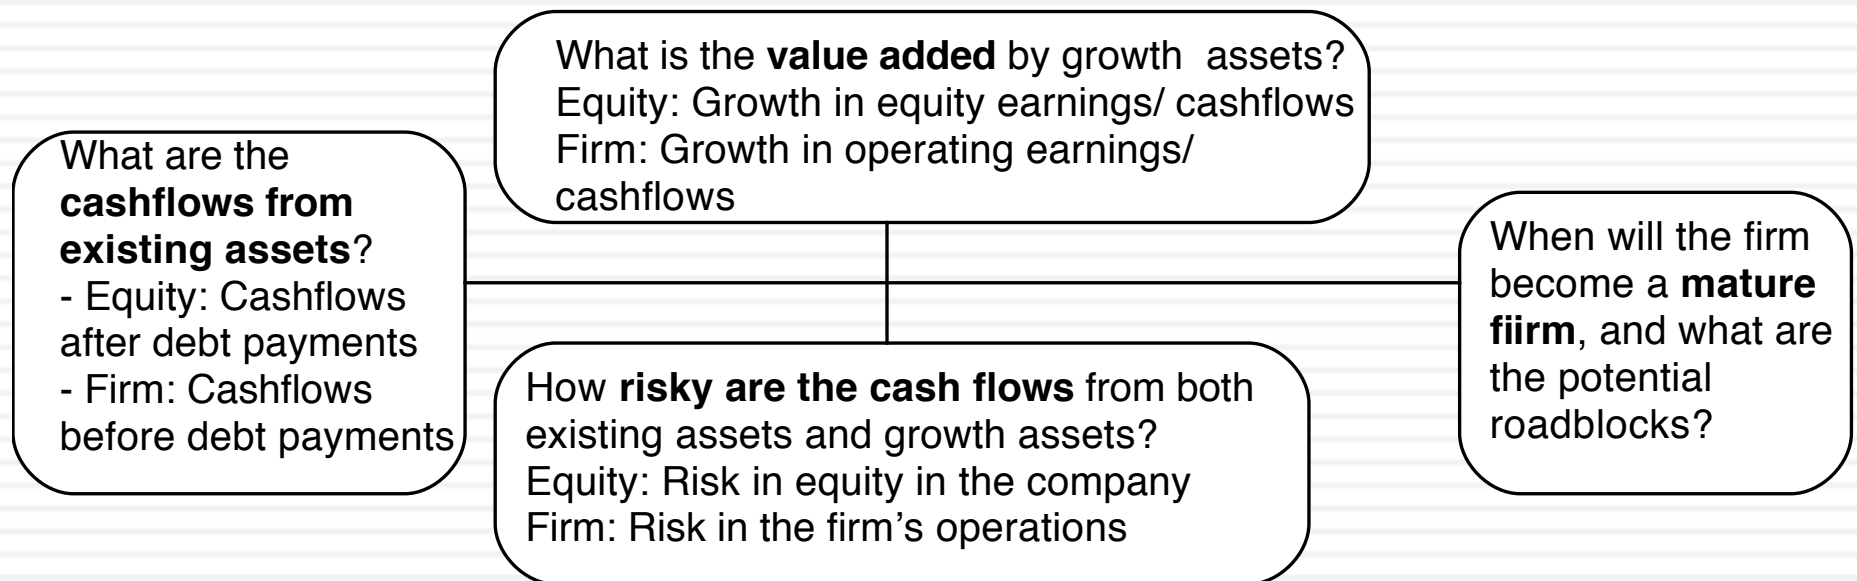 What is the value added by growth  assets?
Equity: Growth in equity earnings/ cashflows
Firm: Growth in operating earnings/
cashflows
What are the
cashflows from
existing assets?
- Equity: Cashflows
after debt payments
- Firm: Cashflows
before debt payments
When will the firm
become a mature
fiirm, and what are
the potential
roadblocks?
How risky are the cash flows from both
existing assets and growth assets?
Equity: Risk in equity in the company
Firm: Risk in the firm’s operations